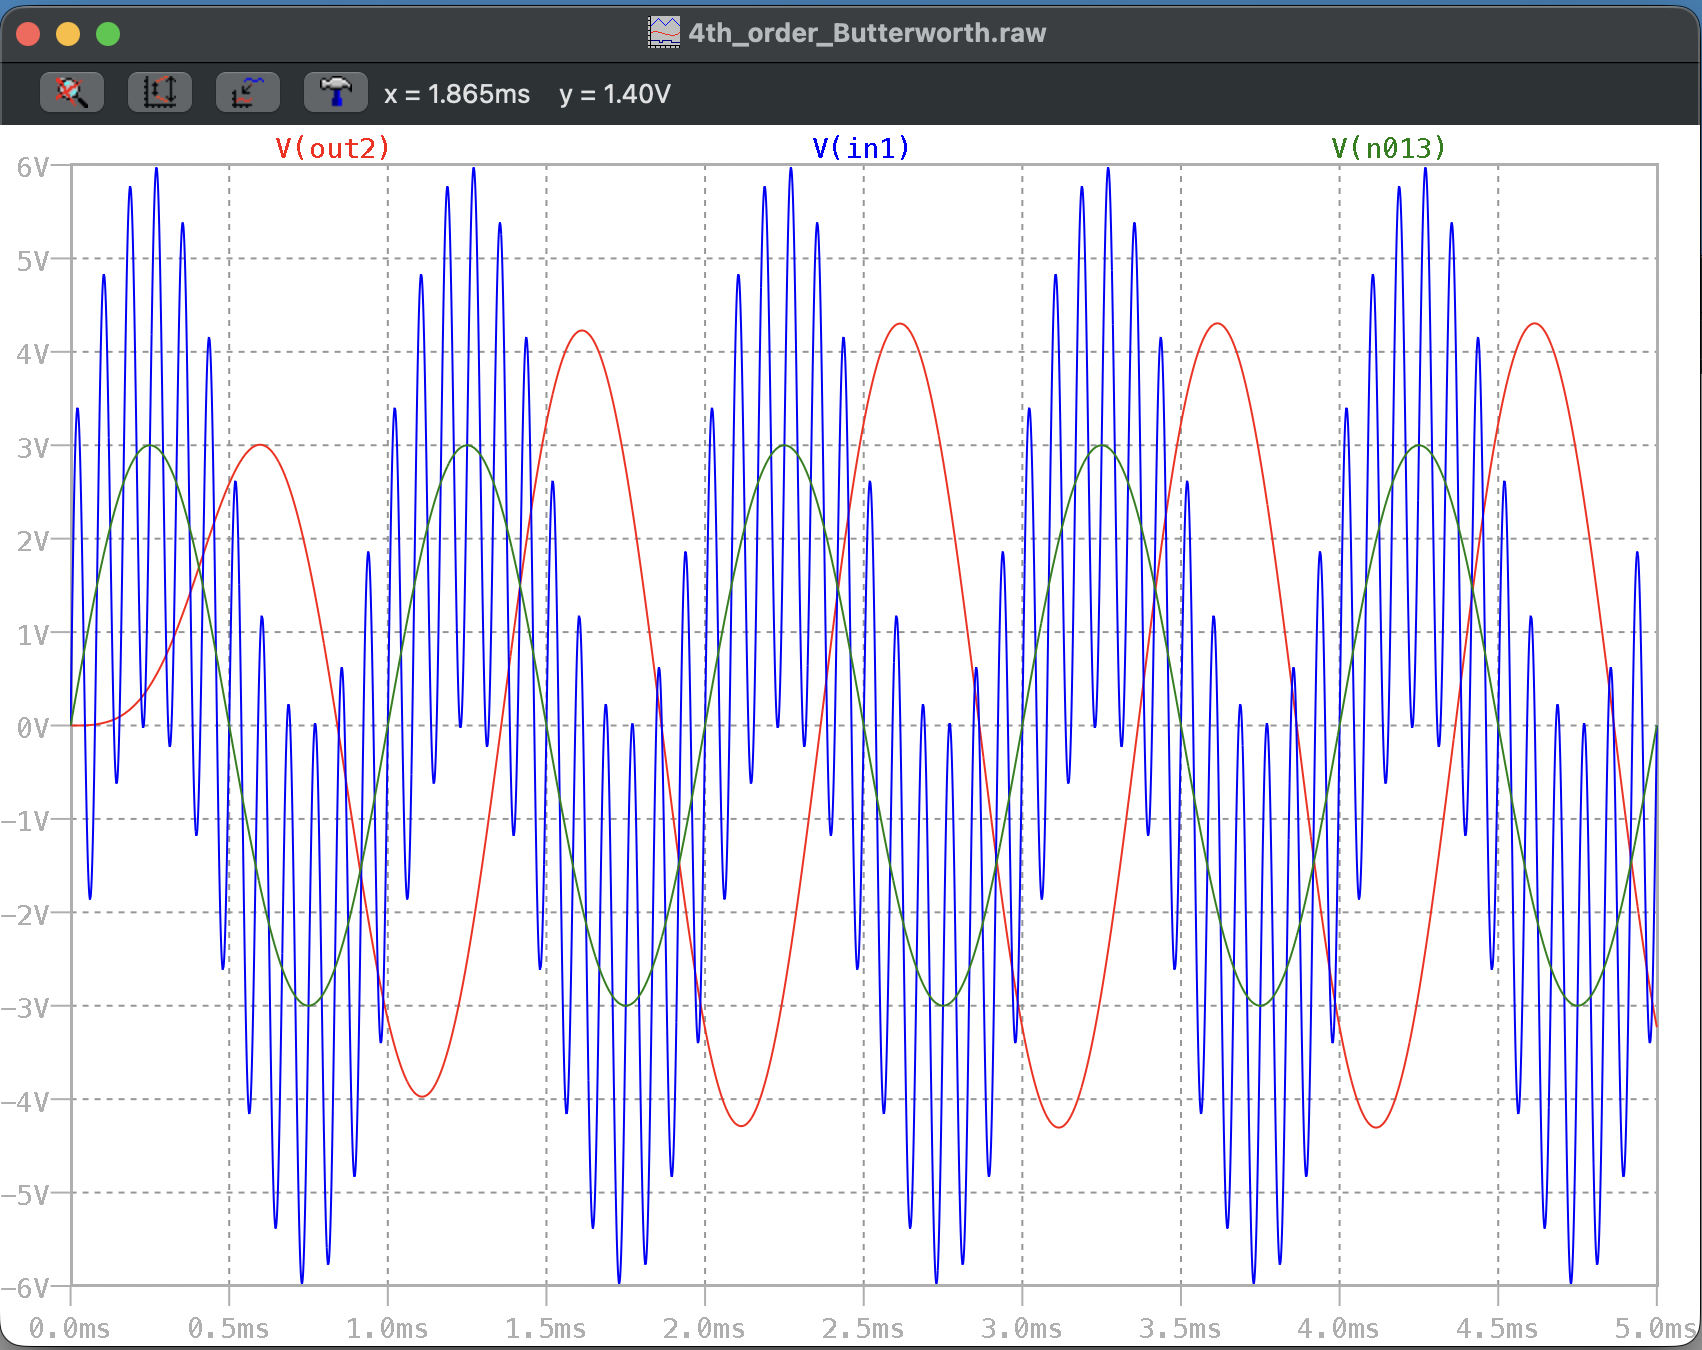 4th_order_Butterworth.raw
x = 1.865ms y = 1.40V
V(out2) V(in1) V(n013)
6V
5V
4V
3V
2V
1V
0V
-1V
-2V
-3V
-4V
-5V
-6V
0.0ms 0.5ms 1.0ms 1.5ms 2.0ms 2.5ms 3.0ms 3.5ms 4.0ms 4.5ms 5.0ms